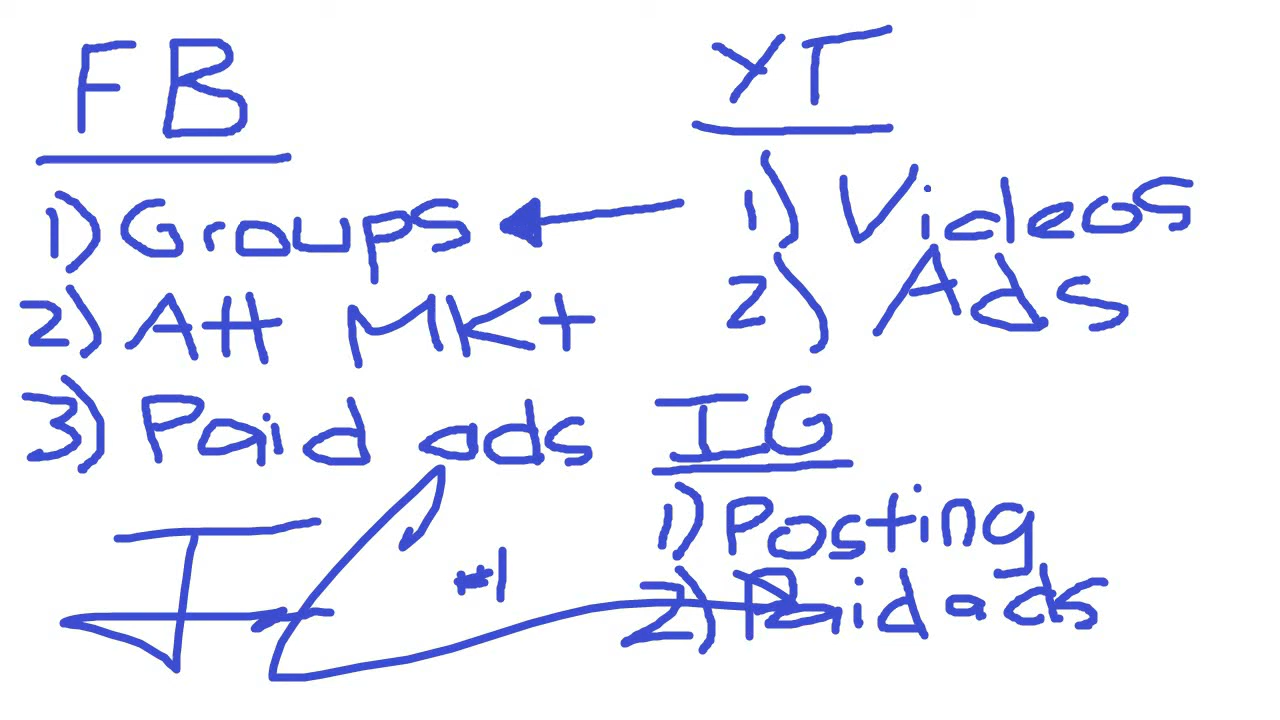 FB
1) Groups
2) Att MKt
3) Paid ads
YT
1) Videos
2) Ads
IG
1) Posting
2) Paid ads
#1